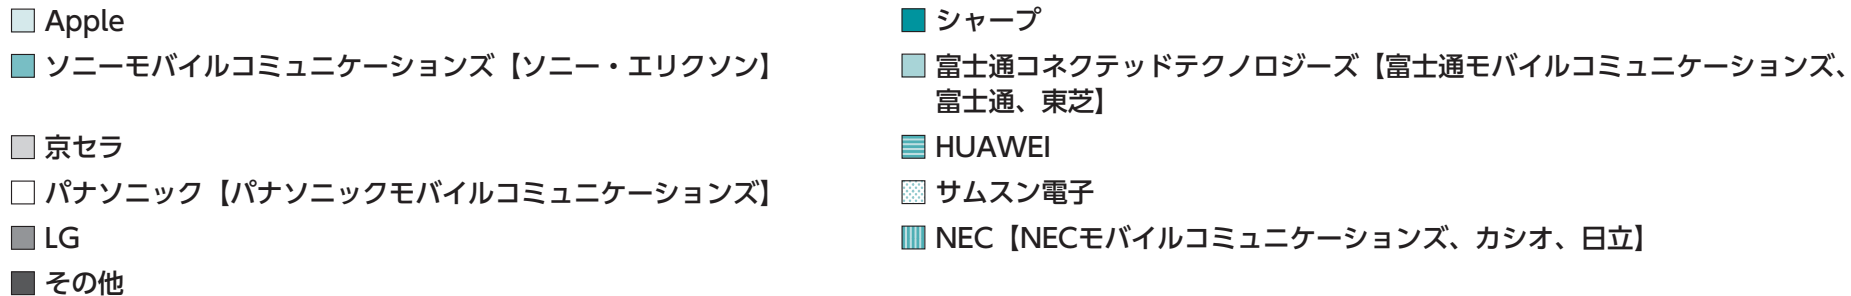 Apple
シャープ
ソニーモバイルコミュニケーションズ【ソニー・エリクソン】
富士通コネクテッドテクノロジーズ【富士通モバイルコミュニケーションズ、
富士通、東芝】
京セラ
HUAWEI
パナソニック【パナソニックモバイルコミュニケーションズ】
サムスン電子
LG
NEC【NECモバイルコミュニケーションズ、カシオ、日立】
その他